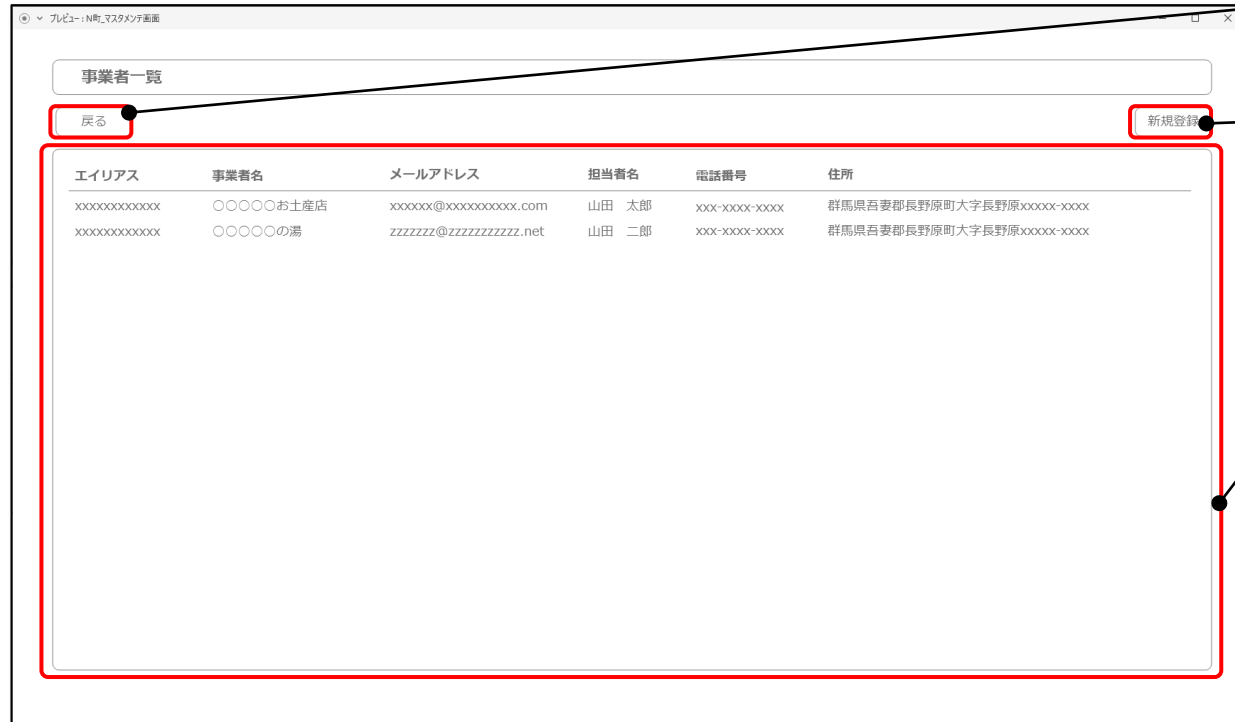 プレビュー : N町_マスタメンテ画面
事業者一覧
戻る
新規登録
エイリアス 事業者名 メールアドレス 担当者名 電話番号 住所
xxxxxxxxxxxx ○○○○○お土産店 xxxxxx@xxxxxxxxxx.com 山田　太郎 xxx-xxxx-xxxx 群馬県吾妻郡長野原町大字長野原xxxxx-xxxx
xxxxxxxxxxxx ○○○○○の湯 zzzzzzz@zzzzzzzzzzz.net 山田　二郎 xxx-xxxx-xxxx 群馬県吾妻郡長野原町大字長野原xxxxx-xxxx